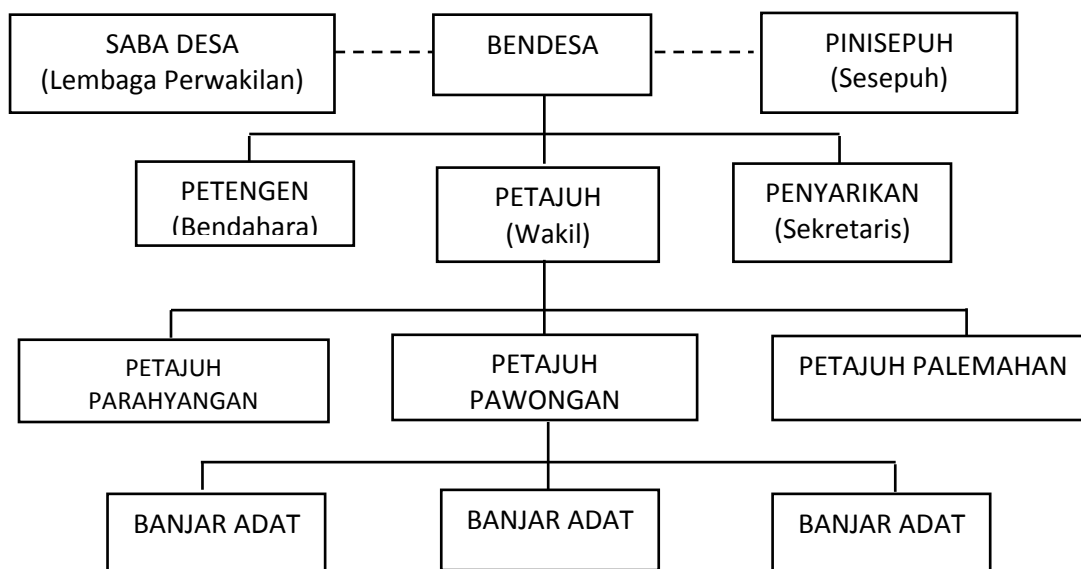 SABA DESA
(Lembaga Perwakilan)
BENDESA
PINISEPUH
(Sesepuh)
PETENGEN
(Bendahara)
PETAJUH
(Wakil)
PENYARIKAN
(Sekretaris)
PETAJUH
PARAHYANGAN
PETAJUH
PAWONGAN
PETAJUH PALEMAHAN
BANJAR ADAT
BANJAR ADAT
BANJAR ADAT